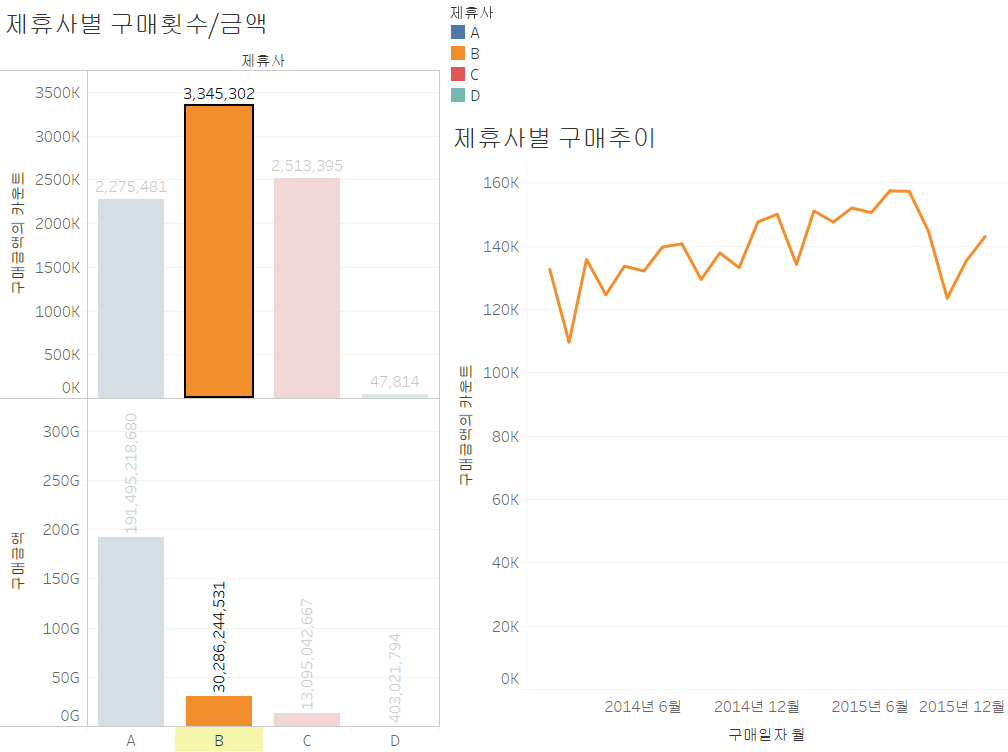 제휴사별 구매횟수/금액
제휴사
3500K
3000K
2500K
2000K
1500K
1000K
500K
0K
구매금액의 카운트
2,275,481
3,345,302
2,513,395
47,814
300G
250G
200G
150G
100G
50G
0G
구매금액
191,495,218,680
30,286,244,531
13,095,042,667
403,021,794
A
B
C
D
제휴사
A
B
C
D
제휴사별 구매추이
160K
140K
120K
100K
80K
60K
40K
20K
0K
구매금액의 카운트
2014년 6월
2014년 12월
2015년 6월
2015년 12월
구매일자 월